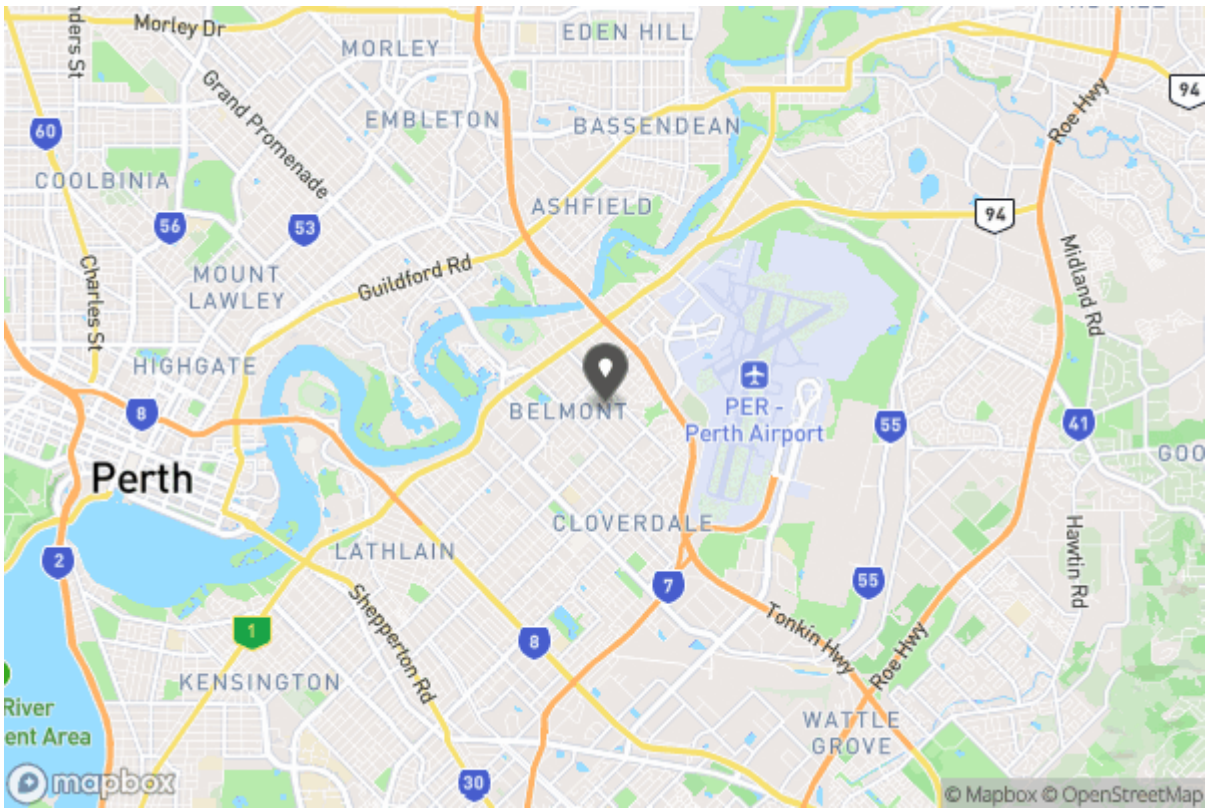 nders St
Morley Dr
MORLEY
EDEN HILL
94
Roe Hwy
Grand Promenade
EMBLETON
BASSENDEAN
60
COOLBINIA
56
53
ASHFIELD
94
MOUNT
LAWLEY
Guildford Rd
Midland Rd
Charles St
HIGHGATE
8
BELMONT
PER -
Perth Airport
55
41
GOO
Perth
CLOVERDALE
LATHLAIN
2
7
55
Hawtin Rd
Shepperton Rd
1
8
Tonkin Hwy
Roe Hwy
KENSINGTON
River
ent Area
WATTLE
GROVE
30
mapbox
© Mapbox © OpenStreetMap